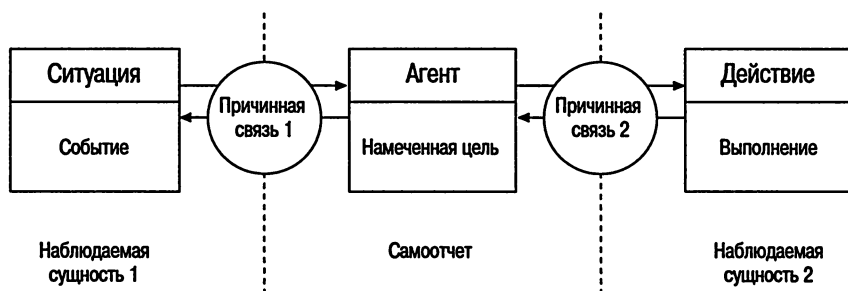 Ситуация
Агент
Действие
Причинная
связь 1
Причинная
связь 2
Событие
Намеченная цель
Выполнение
Наблюдаемая
сущность 1
Самоотчет
Наблюдаемая
сущность 2